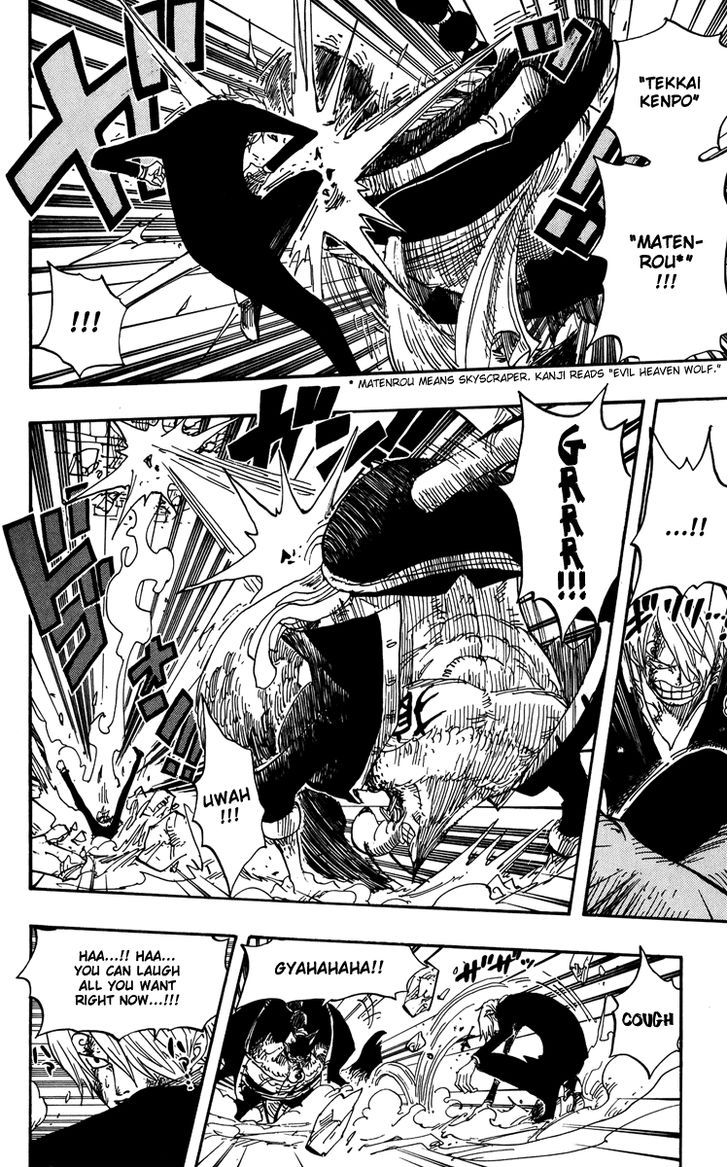 "TEKKAI
KENPO"
"MATEN-
ROU*"
!!!
!!!
* MATENROU MEANS SKYSCRAPER. KANJI READS "EVIL HEAVEN WOLF."
...!!
GRRR!!!
UWAH
!!!
COUGH
GYAHAHAHA!!
HAA...!! HAA...
YOU CAN LAUGH
ALL YOU WANT
RIGHT NOW...!!!